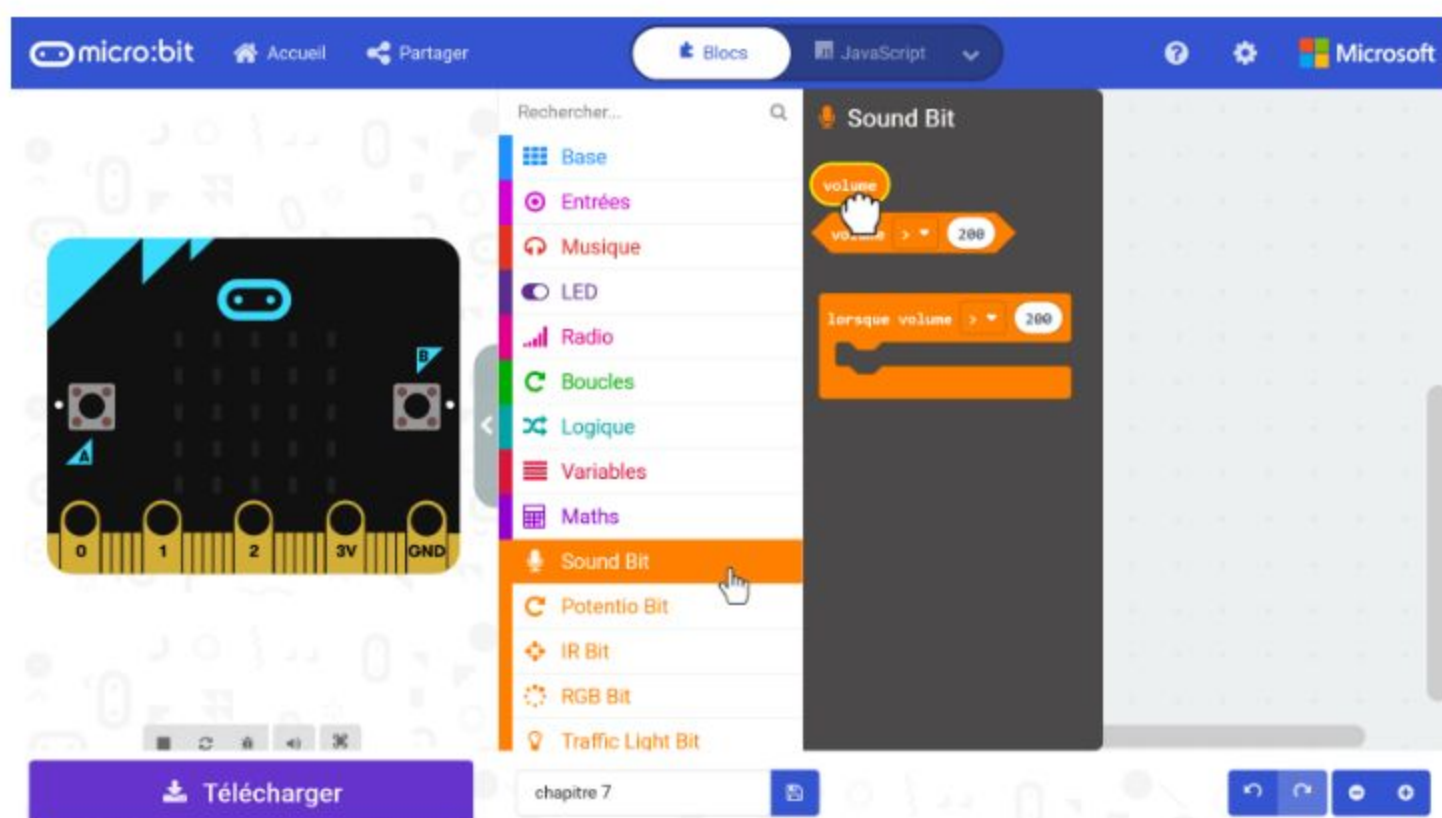 micro:bit Accueil Partager Blocs JavaScript Microsoft
Rechercher...
Base
Entrées
Musique
LED
Radio
Boucles
Logique
Variables
Maths
Sound Bit
Potentio Bit
IR Bit
RGB Bit
Traffic Light Bit
Sound Bit
volume
volume > 200
lorsque volume > 200
B
A
0 1 2 3V GND
Télécharger
chapitre 7